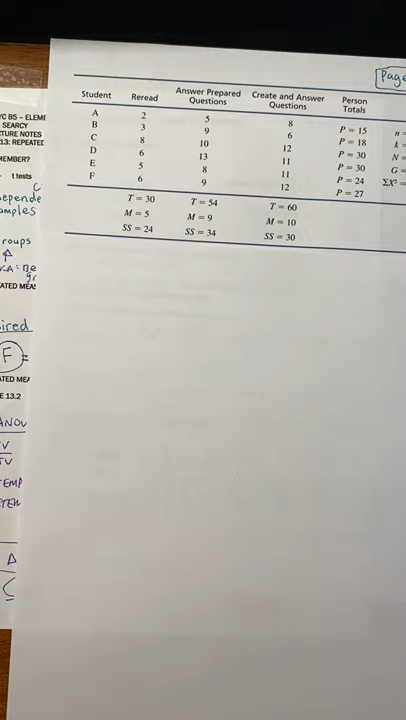 Page
Student Reread Answer Prepared Questions Create and Answer Questions Person Totals
A 2 5 8 P = 15 n =
B 3 9 6 P = 18 k =
C 8 10 12 P = 30 N =
D 6 13 11 P = 30 G =
E 5 8 11 P = 24 ΣX² =
F 6 9 12 P = 27
T = 30 T = 54 T = 60
M = 5 M = 9 M = 10
SS = 24 SS = 34 SS = 30
C B5 – ELEME
SEARCY
TURE NOTES
13: REPEATED
MEMBER?
t tests
epende
amples
roups
ATED MEAS
ired
F =
ATED MEA
E 13.2
ANOV